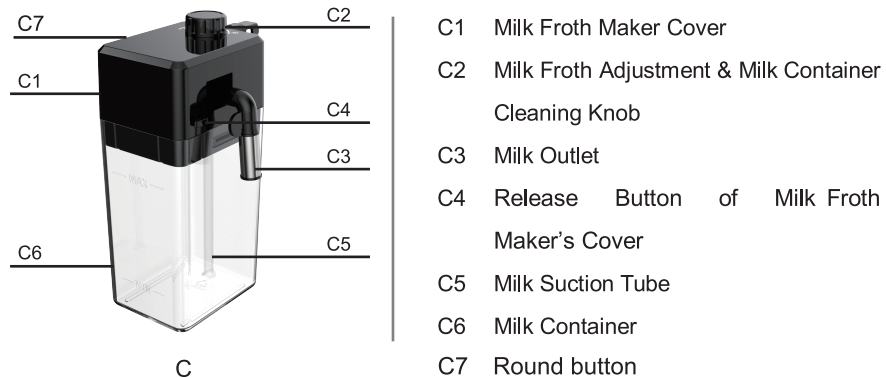 C7
C2
C1
C4
C3
C6
C5
MAX
MIN
C
C1 Milk Froth Maker Cover
C2 Milk Froth Adjustment & Milk Container
Cleaning Knob
C3 Milk Outlet
C4 Release Button of Milk Froth
Maker's Cover
C5 Milk Suction Tube
C6 Milk Container
C7 Round button